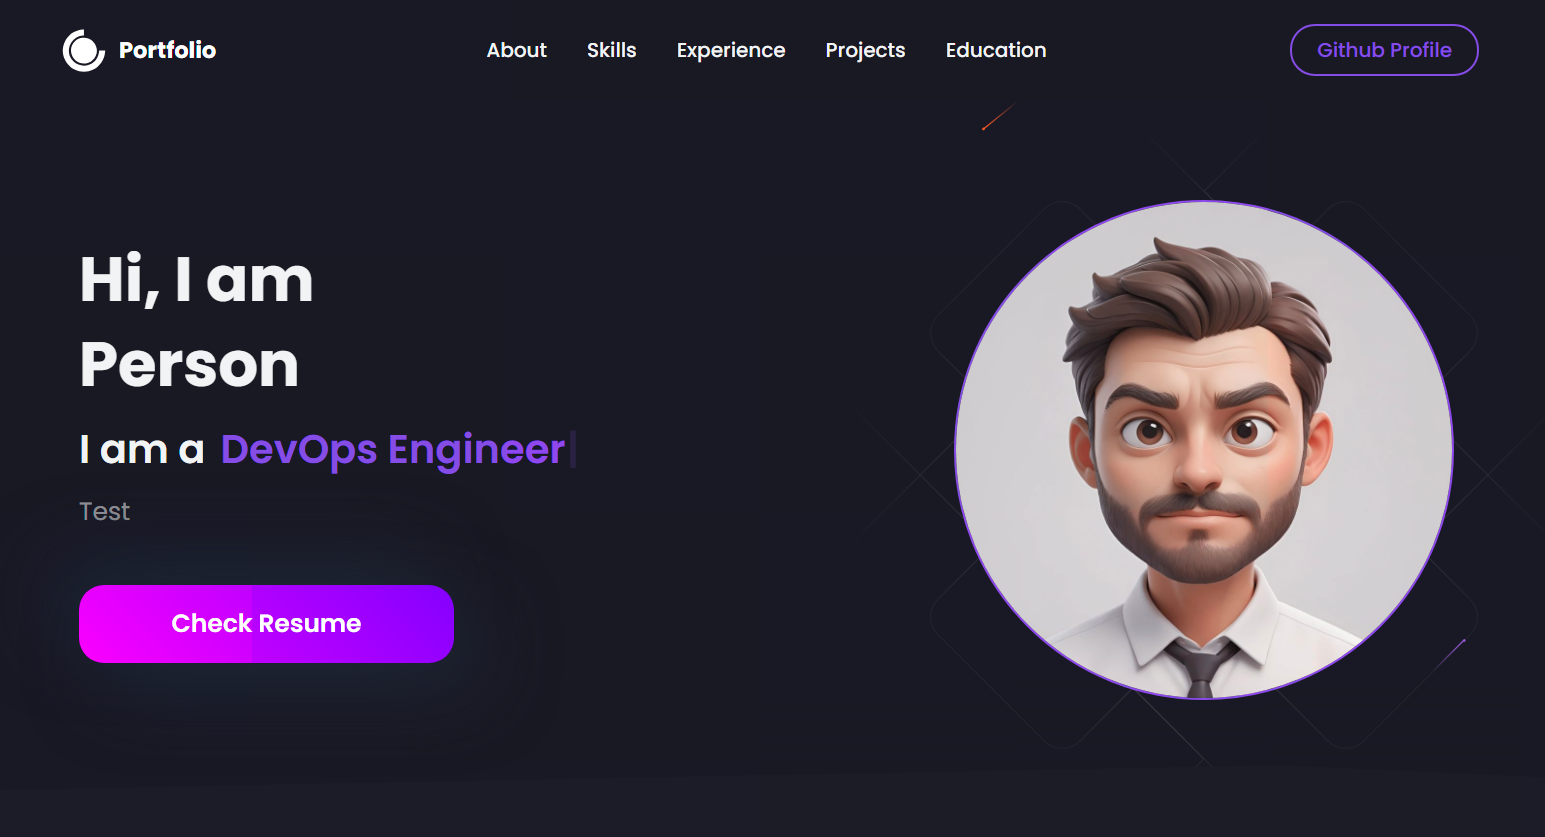 Portfolio
About
Skills
Experience
Projects
Education
Github Profile
Hi, I am
Person
I am a DevOps Engineer
Test
Check Resume